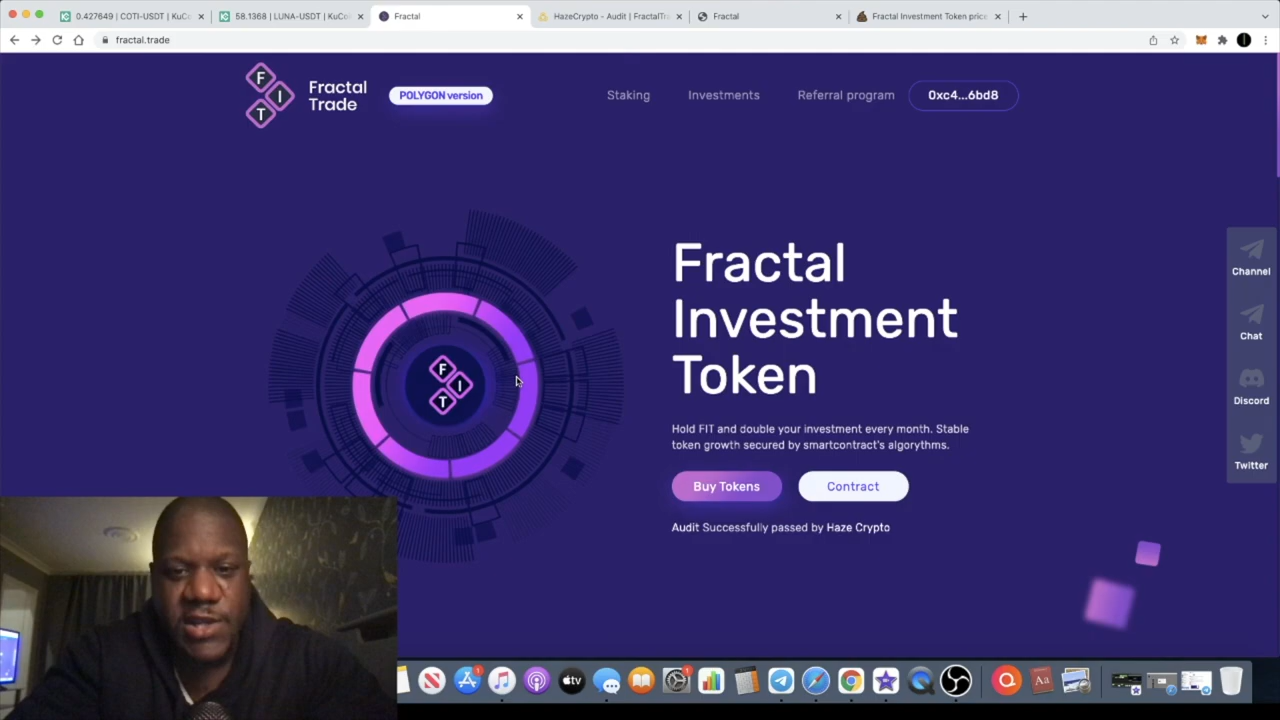 0.427649 | COTI-USDT | KuCo
58.1368 | LUNA-USDT | KuCo
Fractal
HazeCrypto - Audit | FractalTr
Fractal
Fractal Investment Token price
fractal.trade
F
I
T
Fractal
Trade
POLYGON version
Staking
Investments
Referral program
0xc4...6bd8
Fractal
Investment
Token
F
I
T
Hold FIT and double your investment every month. Stable
token growth secured by smartcontract's algorythms.
Buy Tokens
Contract
Audit Successfully passed by Haze Crypto
Channel
Chat
Discord
Twitter
tv
Aa